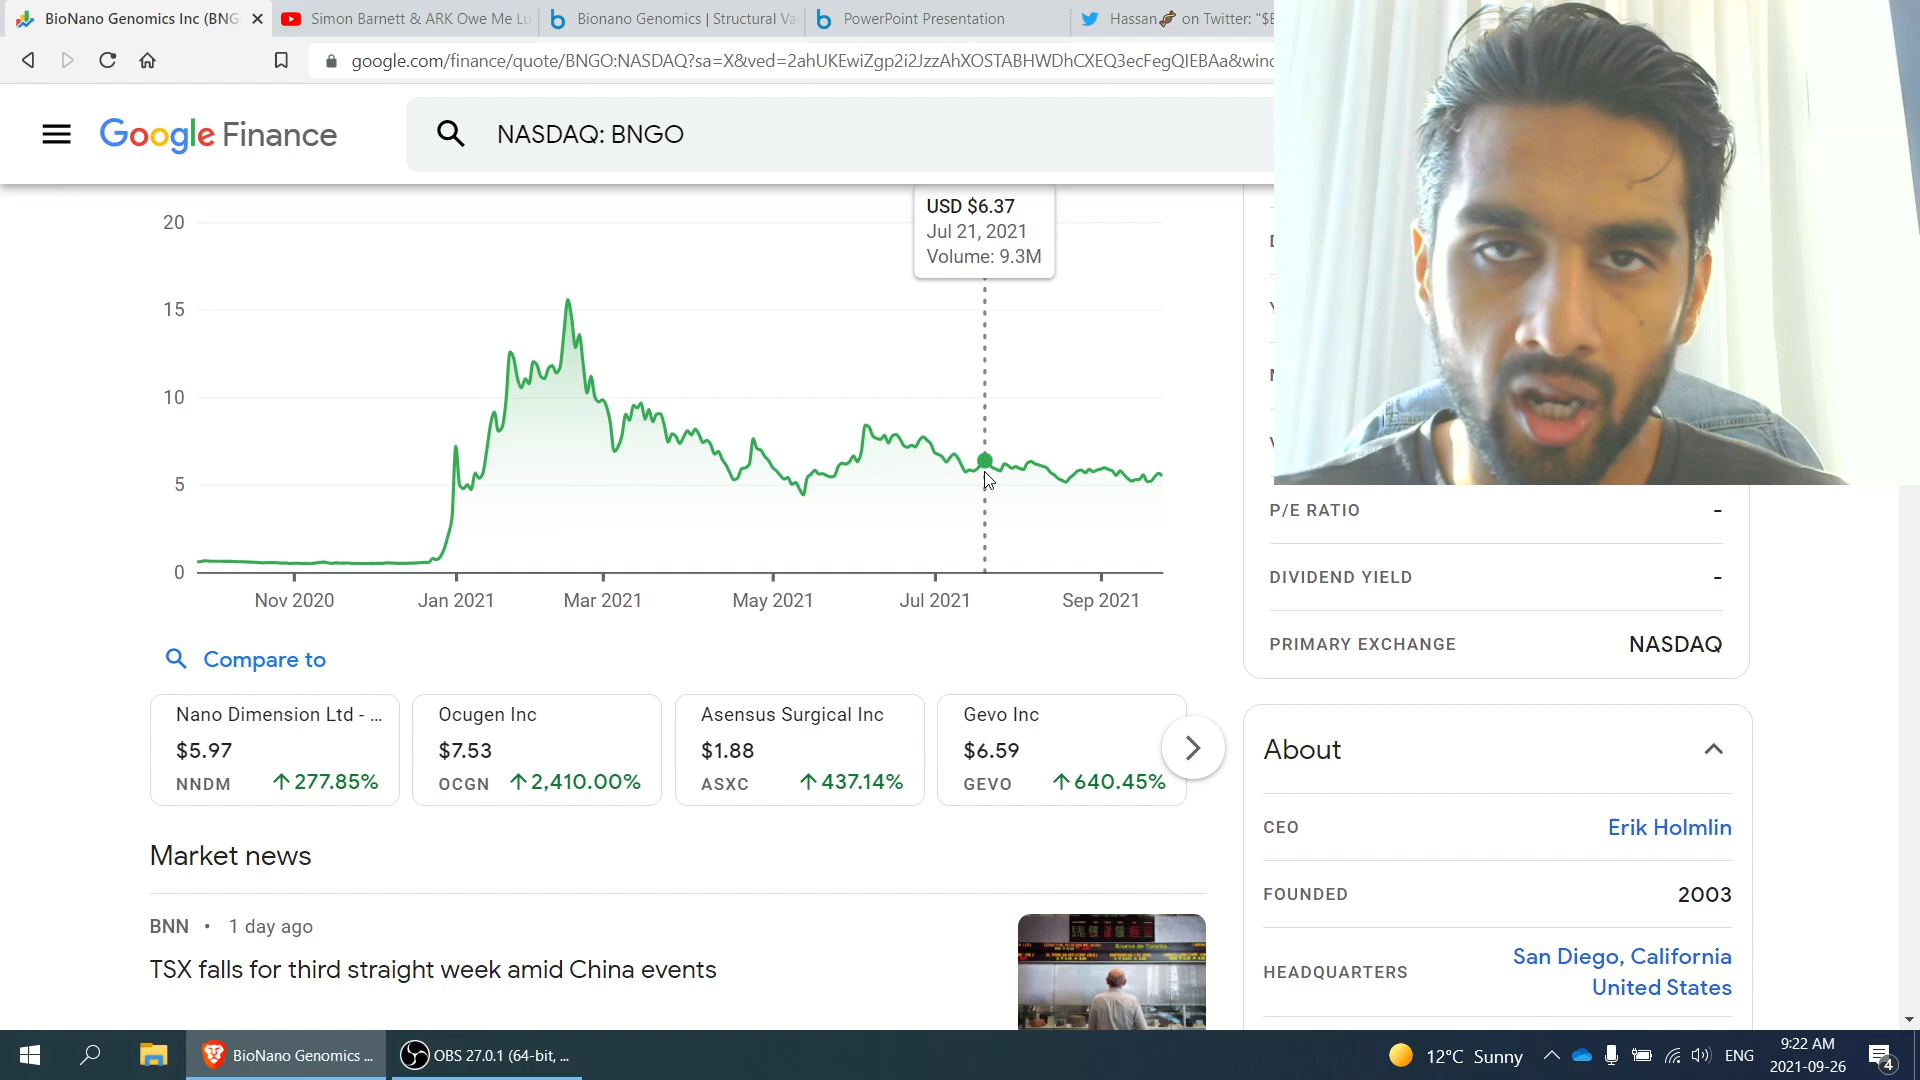 BioNano Genomics Inc (BNG
Simon Barnett & ARK Owe Me Lu
Bionano Genomics | Structural Va
PowerPoint Presentation
Hassan on Twitter: "$E
google.com/finance/quote/BNGO:NASDAQ?sa=X&ved=2ahUKEwiZgp2i2JzzAhXOSTABHWDhCXEQ3ecFegQIEBAa&winc
Google Finance
NASDAQ: BNGO
USD $6.37
Jul 21, 2021
Volume: 9.3M
20
15
10
5
0
Nov 2020
Jan 2021
Mar 2021
May 2021
Jul 2021
Sep 2021
P/E RATIO -
DIVIDEND YIELD -
PRIMARY EXCHANGE NASDAQ
Compare to
Nano Dimension Ltd - ...
$5.97
NNDM ↑277.85%
Ocugen Inc
$7.53
OCGN ↑2,410.00%
Asensus Surgical Inc
$1.88
ASXC ↑437.14%
Gevo Inc
$6.59
GEVO ↑640.45%
About
CEO Erik Holmlin
FOUNDED 2003
HEADQUARTERS San Diego, California
United States
Market news
BNN • 1 day ago
TSX falls for third straight week amid China events
BioNano Genomics ...
OBS 27.0.1 (64-bit, ...
12°C Sunny
ENG
9:22 AM
2021-09-26
4